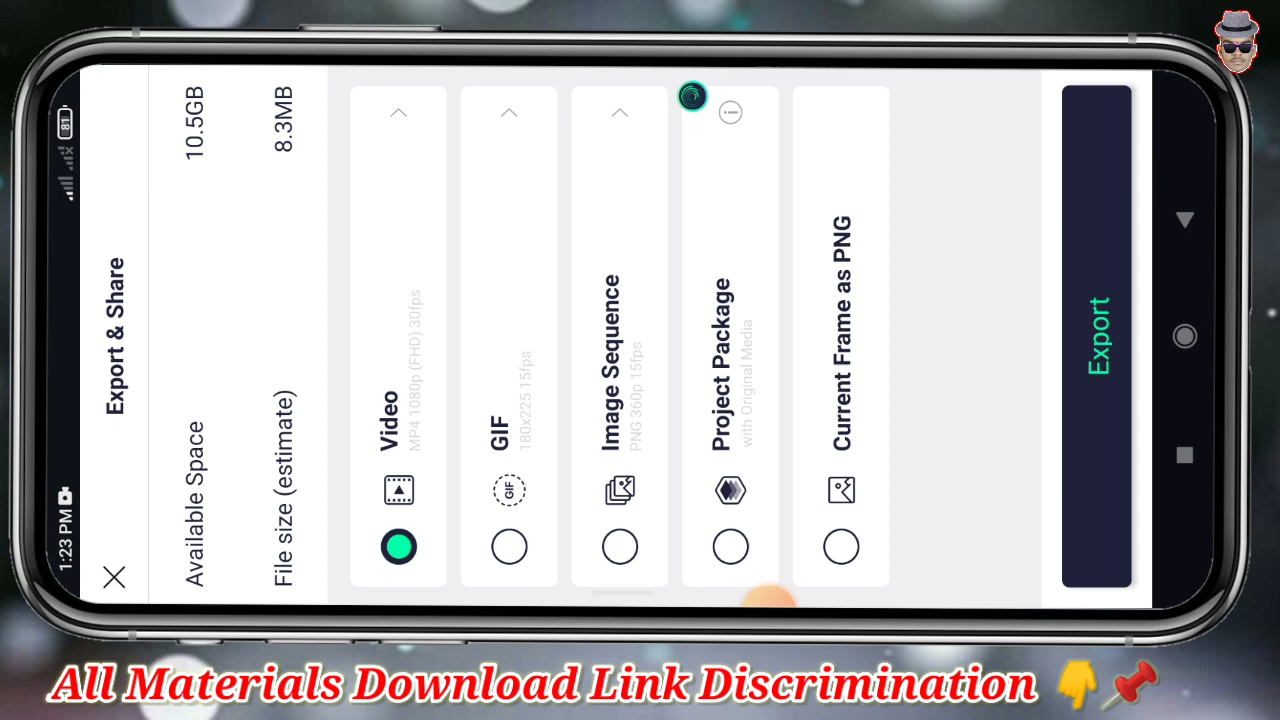 1:23 PM
81
Export & Share
Available Space 10.5GB
File size (estimate) 8.3MB
Video
MP4 1080p (FHD) 30fps
GIF
GIF
180x225 15fps
Image Sequence
PNG 360p 15fps
Project Package
with Original Media
Current Frame as PNG
Export
All Materials Download Link Discrimination 👇📌